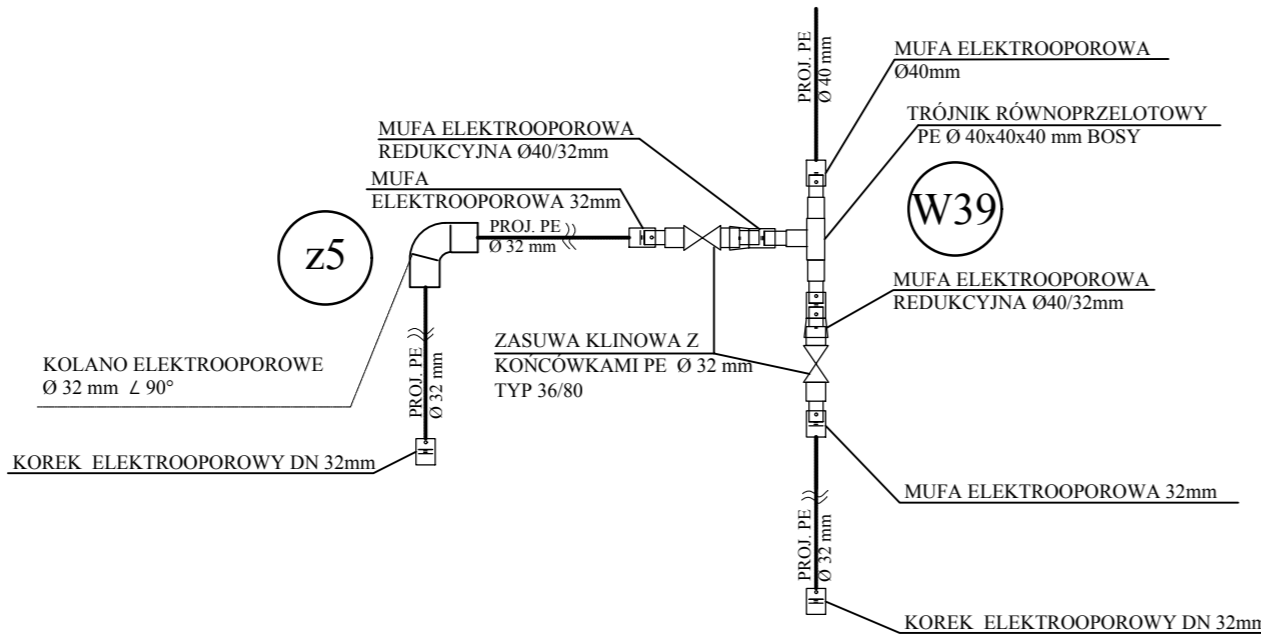 PROJ. PE
Ø 40 mm
MUFA ELEKTROOPOROWA
Ø40mm
TRÓJNIK RÓWNOPRZELOTOWY
PE Ø 40x40x40 mm BOSY
MUFA ELEKTROOPOROWA
REDUKCYJNA Ø40/32mm
MUFA
ELEKTROOPOROWA 32mm
W39
z5
PROJ. PE
Ø 32 mm
MUFA ELEKTROOPOROWA
REDUKCYJNA Ø40/32mm
ZASUWA KLINOWA Z
KOŃCÓWKAMI PE Ø 32 mm
TYP 36/80
KOLANO ELEKTROOPOROWE
Ø 32 mm ∠ 90°
PROJ. PE
Ø 32 mm
KOREK ELEKTROOPOROWY DN 32mm
MUFA ELEKTROOPOROWA 32mm
PROJ. PE
Ø 32 mm
KOREK ELEKTROOPOROWY DN 32mm